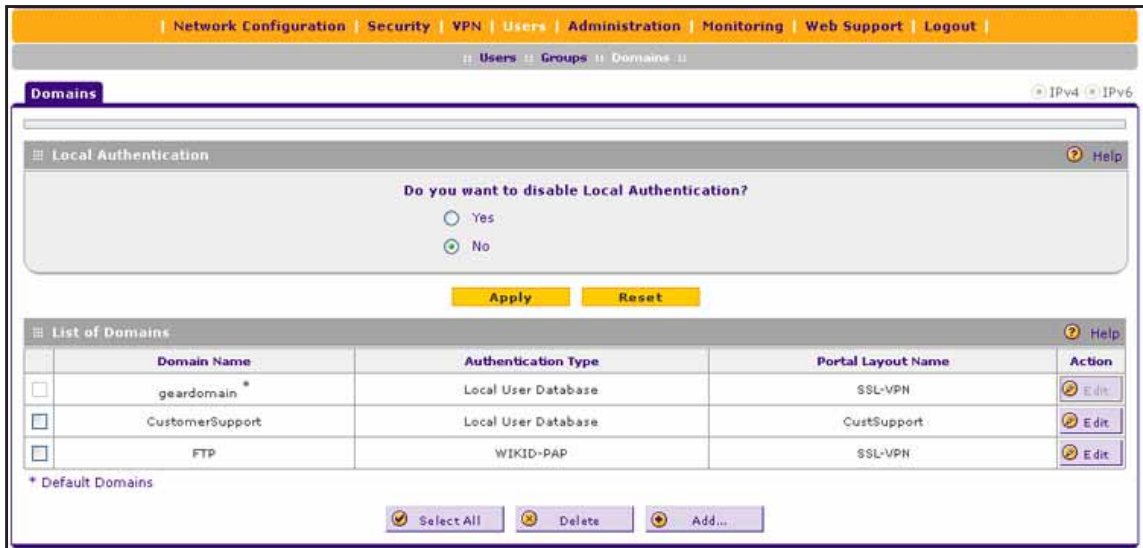 | Network Configuration | Security | VPN | Users | Administration | Monitoring | Web Support | Logout |
:: Users :: Groups :: Domains ::
Domains
IPv4 IPv6
Local Authentication
Help
Do you want to disable Local Authentication?
Yes
No
Apply Reset
List of Domains
Help
Domain Name Authentication Type Portal Layout Name Action
geardomain * Local User Database SSL-VPN Edit
CustomerSupport Local User Database CustSupport Edit
FTP WIKID-PAP SSL-VPN Edit
* Default Domains
Select All Delete Add...